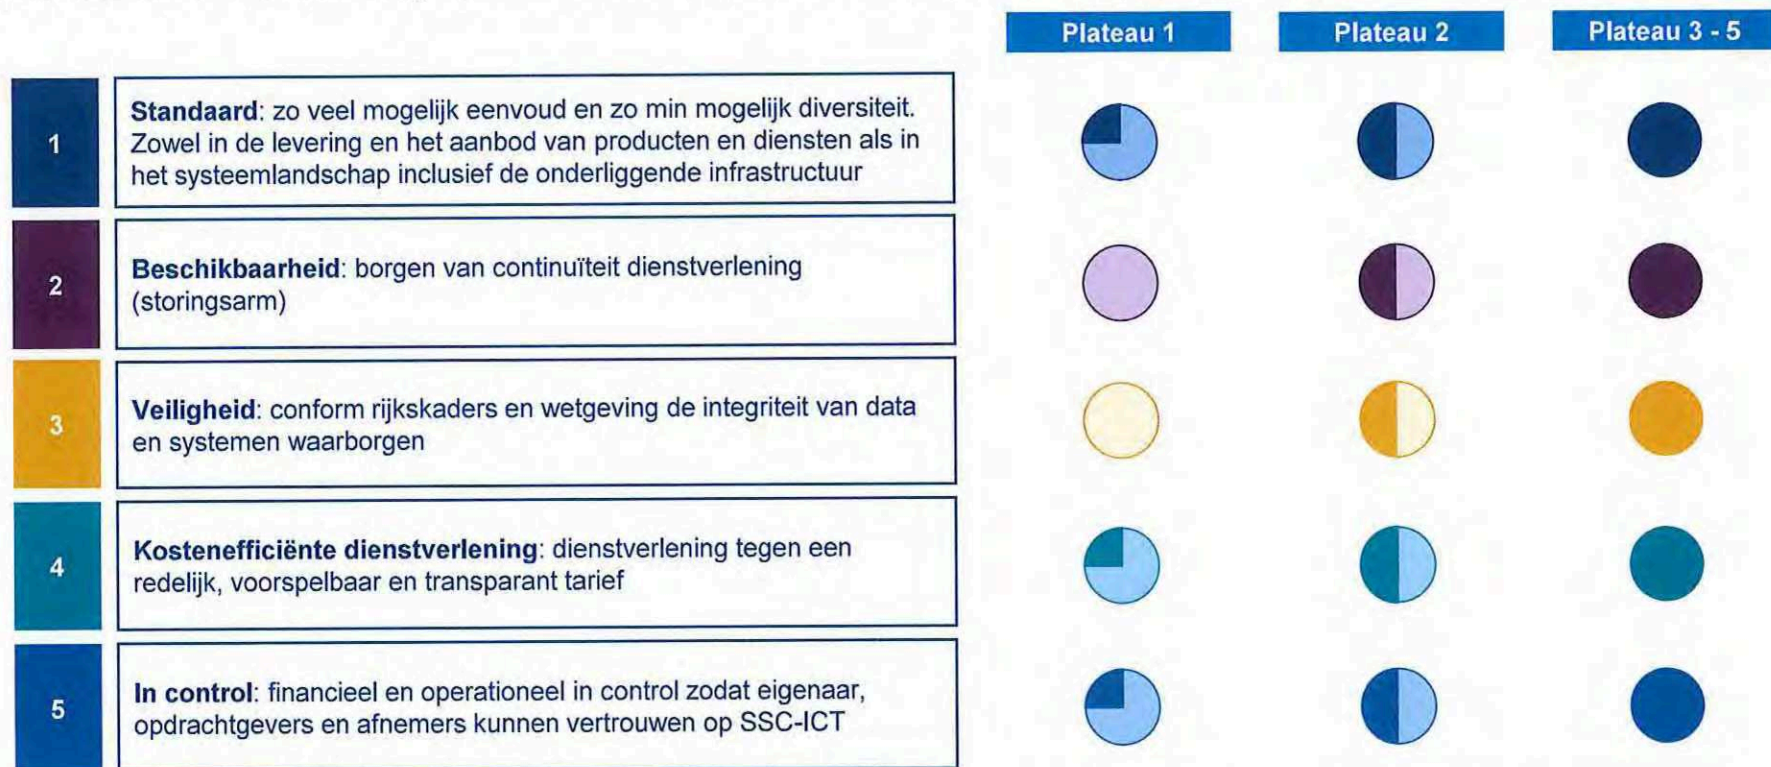 Plateau 1
Plateau 2
Plateau 3 - 5
1
Standaard: zo veel mogelijk eenvoud en zo min mogelijk diversiteit.
Zowel in de levering en het aanbod van producten en diensten als in
het systeemlandschap inclusief de onderliggende infrastructuur
2
Beschikbaarheid: borgen van continuïteit dienstverlening
(storingsarm)
3
Veiligheid: conform rijkskaders en wetgeving de integriteit van data
en systemen waarborgen
4
Kostenefficiënte dienstverlening: dienstverlening tegen een
redelijk, voorspelbaar en transparant tarief
5
In control: financieel en operationeel in control zodat eigenaar,
opdrachtgevers en afnemers kunnen vertrouwen op SSC-ICT